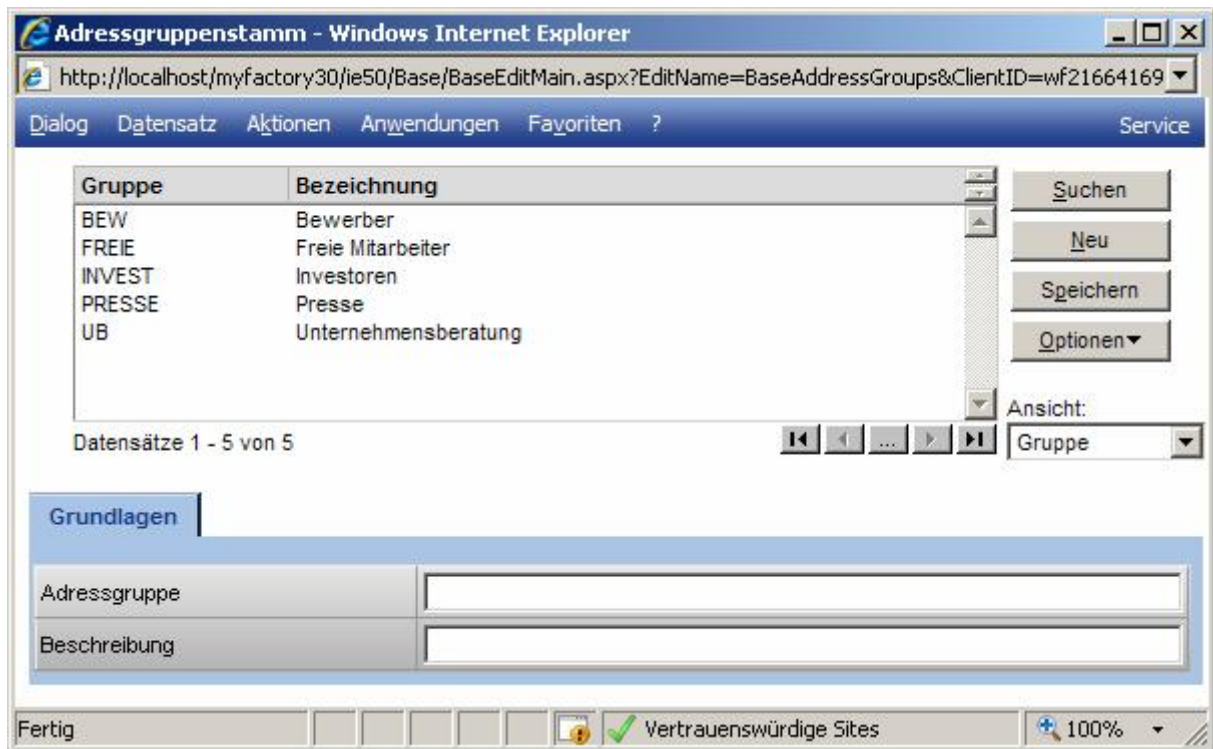 Adressgruppenstamm - Windows Internet Explorer
http://localhost/myfactory30/ie50/Base/BaseEditMain.aspx?EditName=BaseAddressGroups&ClientID=wf21664169
Dialog Datensatz Aktionen Anwendungen Favoriten ? Service
Gruppe Bezeichnung
BEW Bewerber
FREIE Freie Mitarbeiter
INVEST Investoren
PRESSE Presse
UB Unternehmensberatung
Suchen
Neu
Speichern
Optionen
Ansicht:
Datensätze 1 - 5 von 5 ... Gruppe
Grundlagen
Adressgruppe
Beschreibung
Fertig Vertrauenswürdige Sites 100%